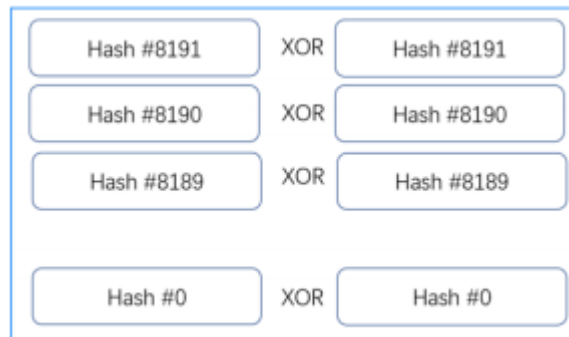 Hash #8191 XOR Hash #8191
Hash #8190 XOR Hash #8190
Hash #8189 XOR Hash #8189
Hash #0 XOR Hash #0